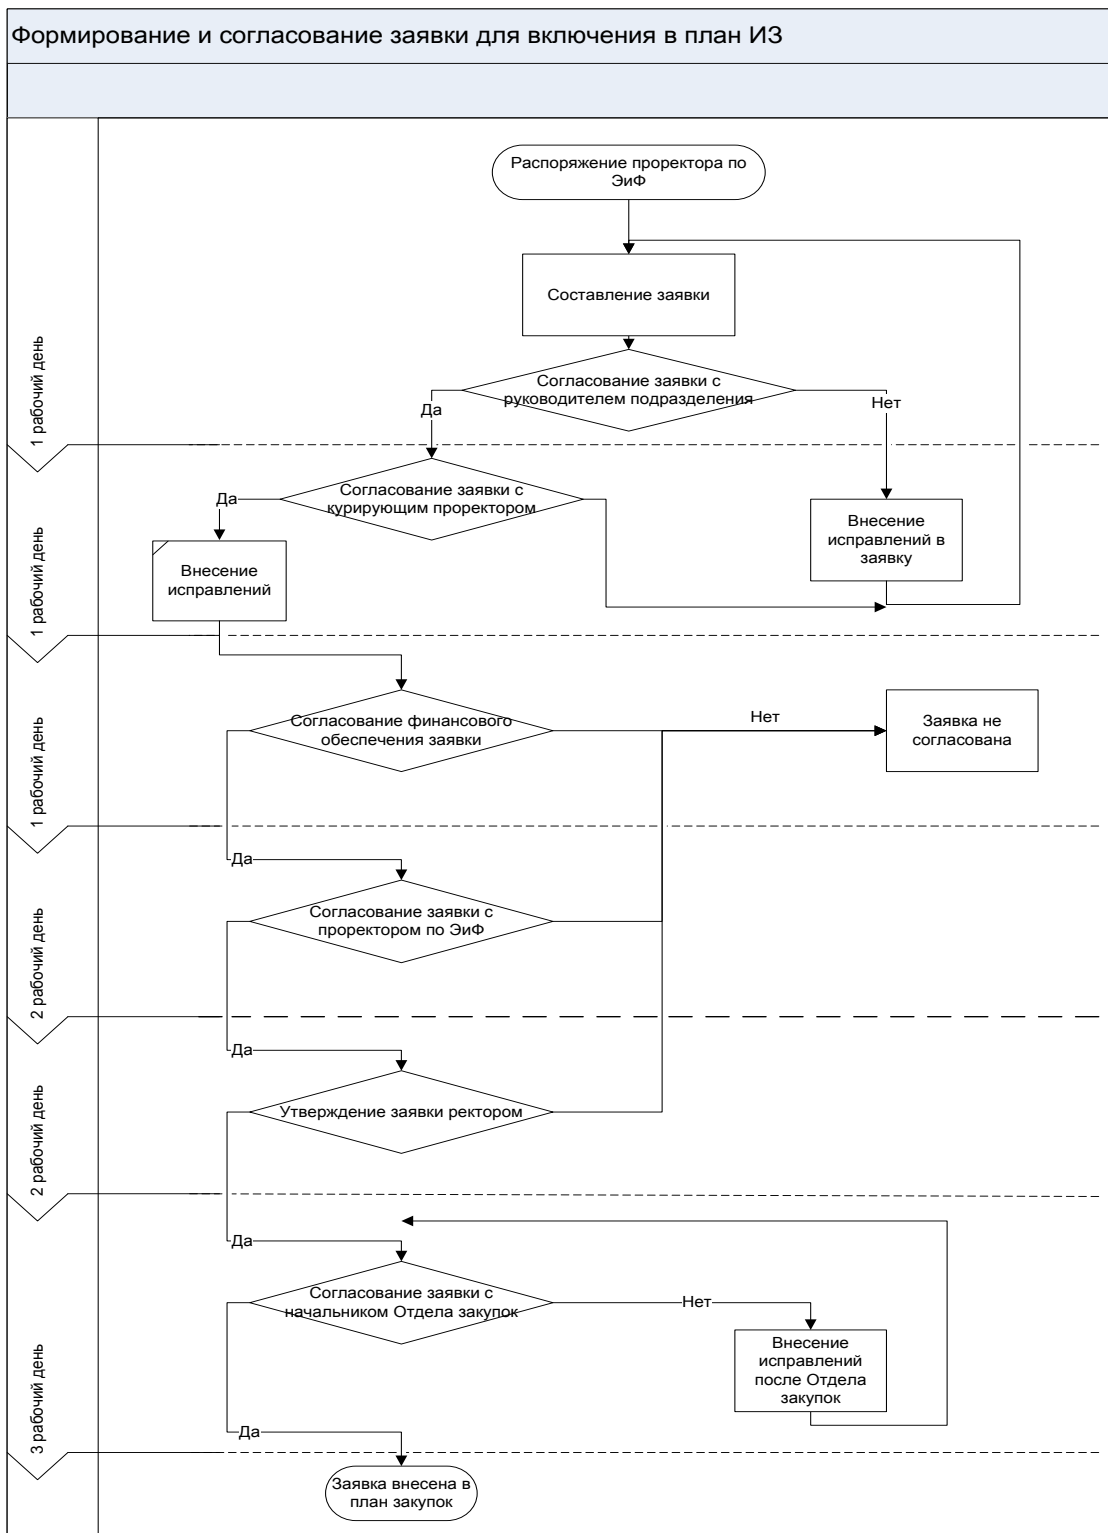 Формирование и согласование заявки для включения в план ИЗ
Распоряжение проректора по
ЭиФ
Составление заявки
1 рабочий день
Согласование заявки с
руководителем подразделения
Да
Нет
Согласование заявки с
курирующим проректором
Да
Внесение
исправлений в
заявку
Внесение
исправлений
1 рабочий день
Согласование финансового
обеспечения заявки
Нет
Заявка не
согласована
1 рабочий день
Да
Согласование заявки с
проректором по ЭиФ
2 рабочий день
Да
Утверждение заявки ректором
2 рабочий день
Да
Согласование заявки с
начальником Отдела закупок
Нет
Внесение
исправлений
после Отдела
закупок
3 рабочий день
Да
Заявка внесена в
план закупок